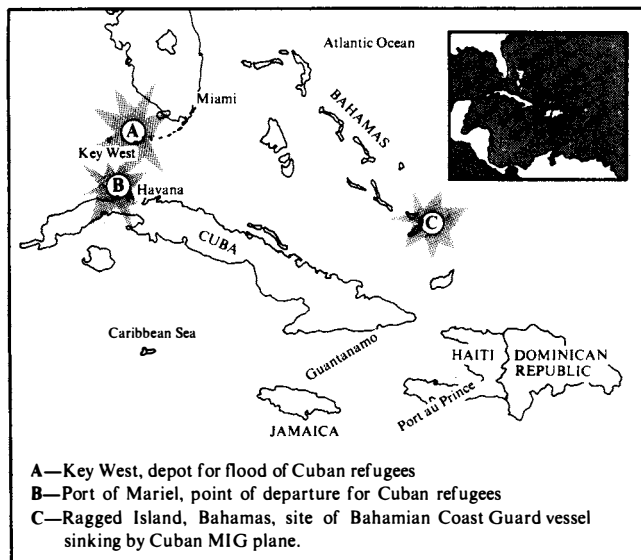 Atlantic Ocean
Miami
BAHAMAS
A
Key West
B
Havana
C
CUBA
Caribbean Sea
Guantanamo
HAITI
DOMINICAN
REPUBLIC
Port au Prince
JAMAICA
A—Key West, depot for flood of Cuban refugees
B—Port of Mariel, point of departure for Cuban refugees
C—Ragged Island, Bahamas, site of Bahamian Coast Guard vessel
sinking by Cuban MIG plane.